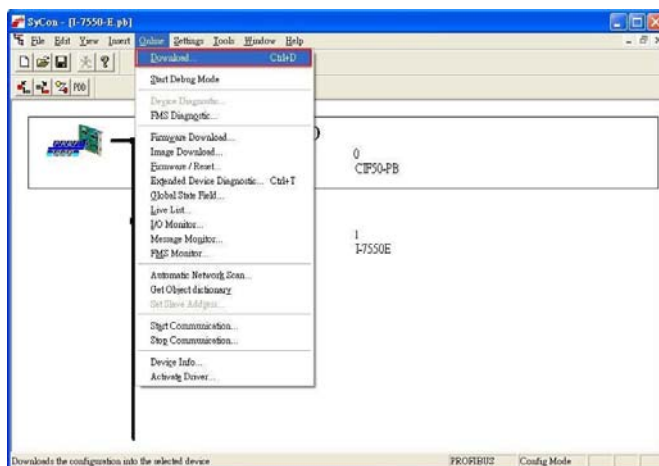 SyCon - [I-7550-E.pb]
File Edit View Insert Online Settings Tools Window Help
Download... Ctrl+D
Start Debug Mode
Device Diagnostic...
FMS Diagnostic...
Firmware Download...
Image Download...
Firmware / Reset...
Extended Device Diagnostic... Ctrl+T
Global State Field...
Live List...
I/O Monitor...
Message Monitor...
FMS Monitor...
Automatic Network Scan...
Get Object dictionary
Set Slave Address...
Start Communication...
Stop Communication...
Device Info...
Activate Driver...
0
CIF50-PB
1
I-7550E
Downloads the configuration into the selected device
PROFIBUS
Config Mode